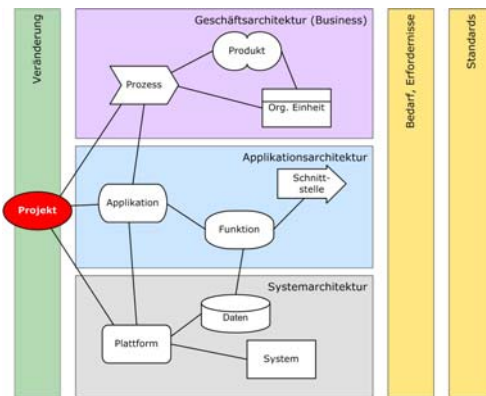 Veränderung
Geschäftsarchitektur (Business)
Produkt
Prozess
Org. Einheit
Applikationsarchitektur
Schnitt-
stelle
Projekt
Applikation
Funktion
Systemarchitektur
Daten
Plattform
System
Bedarf, Erfordernisse
Standards